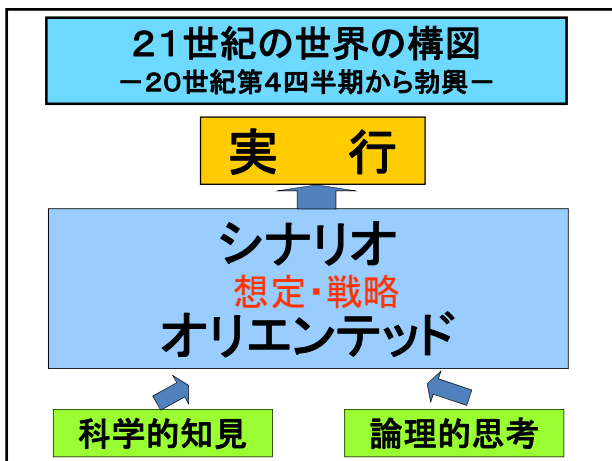 21世紀の世界の構図
－20世紀第4四半期から勃興－
実　行
シナリオ
想定・戦略
オリエンテッド
科学的知見
論理的思考